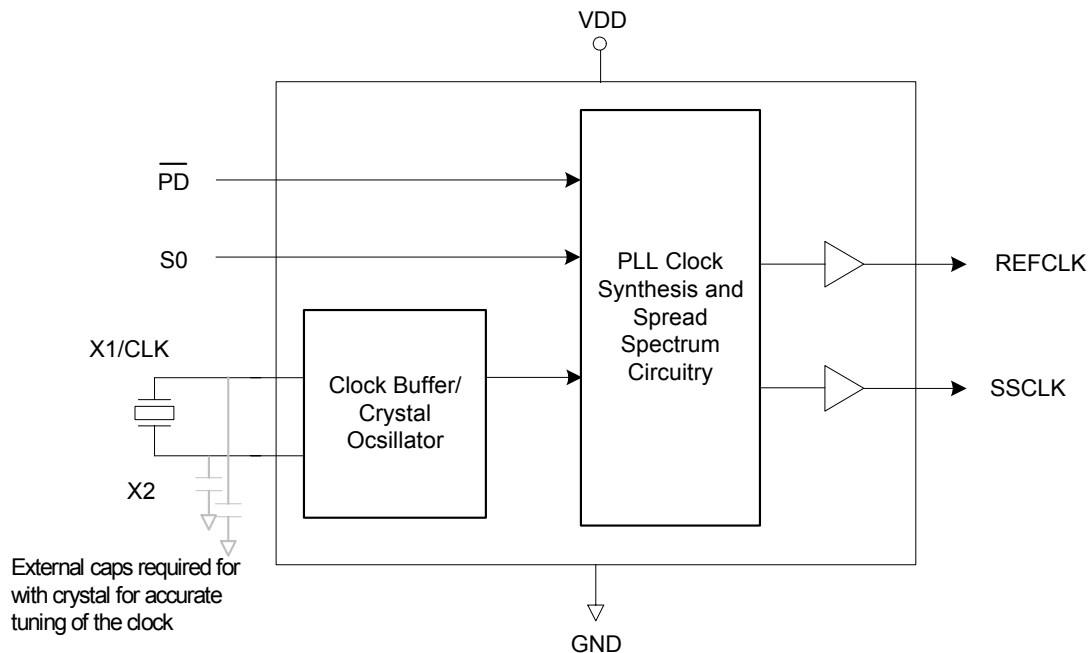 VDD
PD
S0
X1/CLK
X2
Clock Buffer/
Crystal
Ocsillator
PLL Clock
Synthesis and
Spread
Spectrum
Circuitry
REFCLK
SSCLK
External caps required for
with crystal for accurate
tuning of the clock
GND